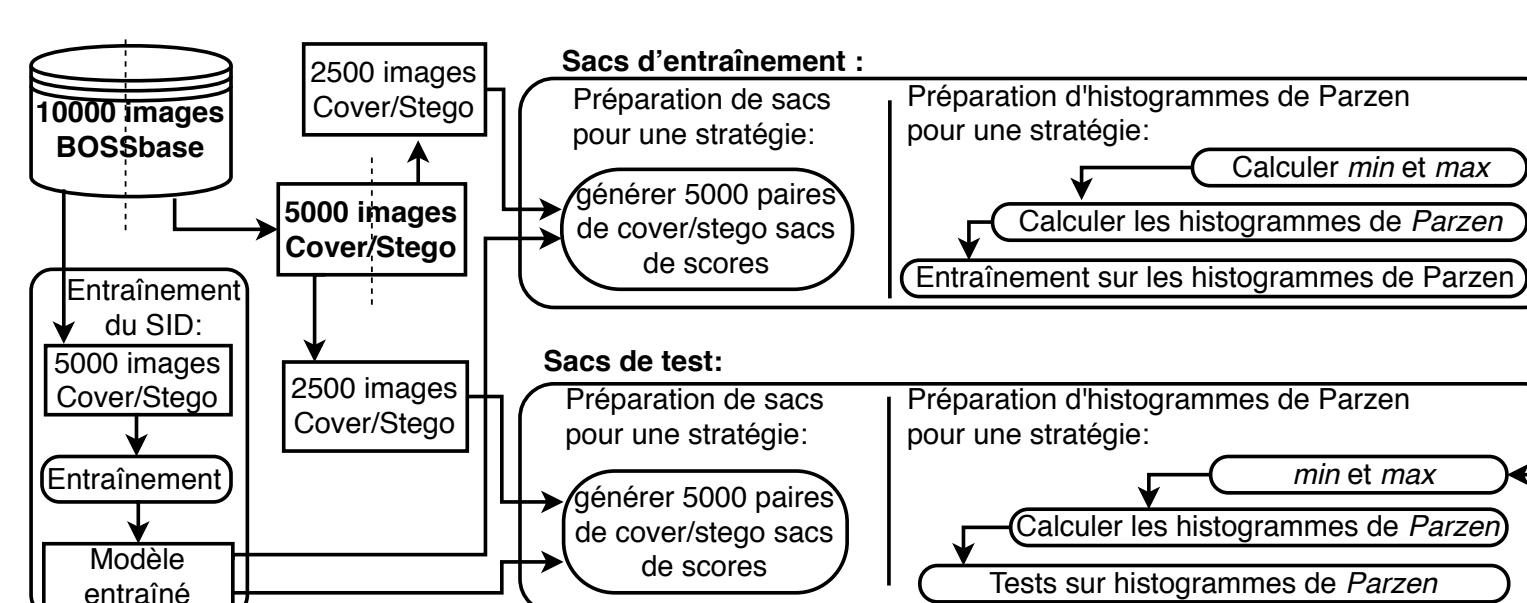 10000 images
BOSSbase
Entraînement
du SID:
5000 images
Cover/Stego
Entraînement
Modèle
entraîné
2500 images
Cover/Stego
5000 images
Cover/Stego
2500 images
Cover/Stego
Sacs d'entraînement :
Préparation de sacs
pour une stratégie:
générer 5000 paires
de cover/stego sacs
de scores
Préparation d'histogrammes de Parzen
pour une stratégie:
Calculer min et max
Calculer les histogrammes de Parzen
Entraînement sur les histogrammes de Parzen
Sacs de test:
Préparation de sacs
pour une stratégie:
générer 5000 paires
de cover/stego sacs
de scores
Préparation d'histogrammes de Parzen
pour une stratégie:
min et max
Calculer les histogrammes de Parzen
Tests sur histogrammes de Parzen